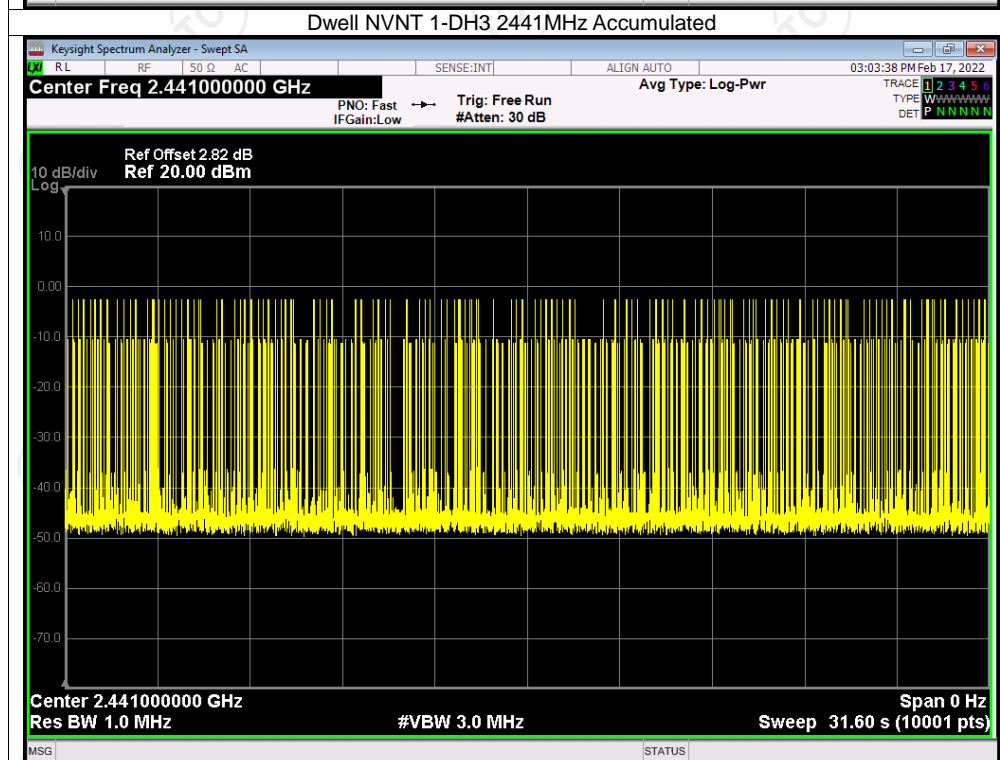 Dwell NVNT 1-DH3 2441MHz Accumulated
Keysight Spectrum Analyzer - Swept SA
LXI RL RF 50 Ω AC SENSE:INT ALIGN AUTO 03:03:38 PM Feb 17, 2022
Center Freq 2.441000000 GHz
PNO: Fast
IFGain:Low
Trig: Free Run
#Atten: 30 dB
Avg Type: Log-Pwr
TRACE 1 2 3 4 5 6
TYPE WWWWWW
DET P N N N N N
Ref Offset 2.82 dB
10 dB/div Ref 20.00 dBm
Log
10.0
0.00
-10.0
-20.0
-30.0
-40.0
-50.0
-60.0
-70.0
Center 2.441000000 GHz Span 0 Hz
Res BW 1.0 MHz #VBW 3.0 MHz Sweep 31.60 s (10001 pts)
MSG STATUS